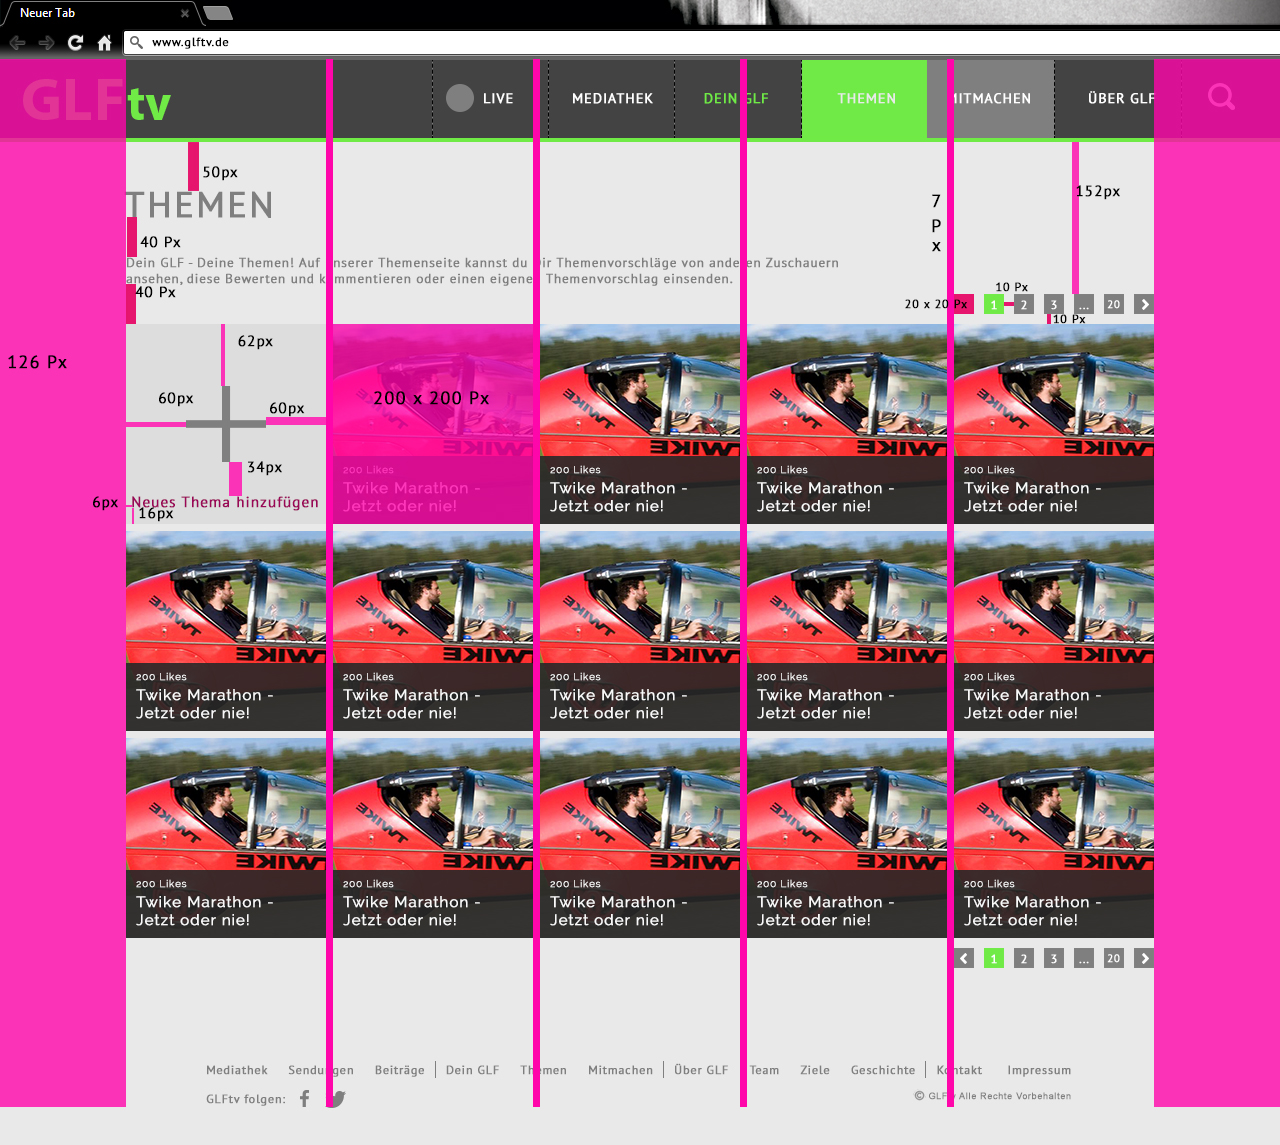 Neuer Tab
www.glftv.de
GLFtv
LIVE MEDIATHEK DEIN GLF THEMEN MITMACHEN ÜBER GLF
50px
152px
THEMEN
7
P
x
40 Px
Dein GLF - Deine Themen! Auf unserer Themenseite kannst du Dir Themenvorschläge von anderen Zuschauern
ansehen, diese Bewerten und kommentieren oder einen eigenen Themenvorschlag einsenden.
40 Px
10 Px
20 x 20 Px
1 2 3 ... 20
10 Px
126 Px
62px
60px
60px
34px
6px
Neues Thema hinzufügen
16px
200 x 200 Px
200 Likes
Twike Marathon -
Jetzt oder nie!
200 Likes
Twike Marathon -
Jetzt oder nie!
200 Likes
Twike Marathon -
Jetzt oder nie!
200 Likes
Twike Marathon -
Jetzt oder nie!
200 Likes
Twike Marathon -
Jetzt oder nie!
200 Likes
Twike Marathon -
Jetzt oder nie!
200 Likes
Twike Marathon -
Jetzt oder nie!
200 Likes
Twike Marathon -
Jetzt oder nie!
200 Likes
Twike Marathon -
Jetzt oder nie!
200 Likes
Twike Marathon -
Jetzt oder nie!
200 Likes
Twike Marathon -
Jetzt oder nie!
200 Likes
Twike Marathon -
Jetzt oder nie!
200 Likes
Twike Marathon -
Jetzt oder nie!
200 Likes
Twike Marathon -
Jetzt oder nie!
1 2 3 ... 20
Mediathek Sendungen Beiträge Dein GLF Themen Mitmachen Über GLF Team Ziele Geschichte Kontakt Impressum
GLFtv folgen:
© GLFtv Alle Rechte Vorbehalten